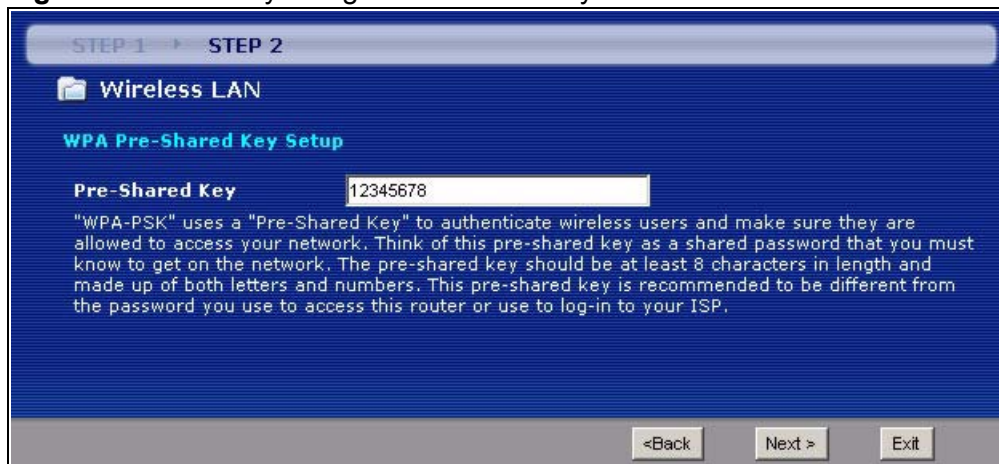 STEP 1 STEP 2
Wireless LAN
WPA Pre-Shared Key Setup
Pre-Shared Key 12345678
"WPA-PSK" uses a "Pre-Shared Key" to authenticate wireless users and make sure they are
allowed to access your network. Think of this pre-shared key as a shared password that you must
know to get on the network. The pre-shared key should be at least 8 characters in length and
made up of both letters and numbers. This pre-shared key is recommended to be different from
the password you use to access this router or use to log-in to your ISP.
<Back Next > Exit